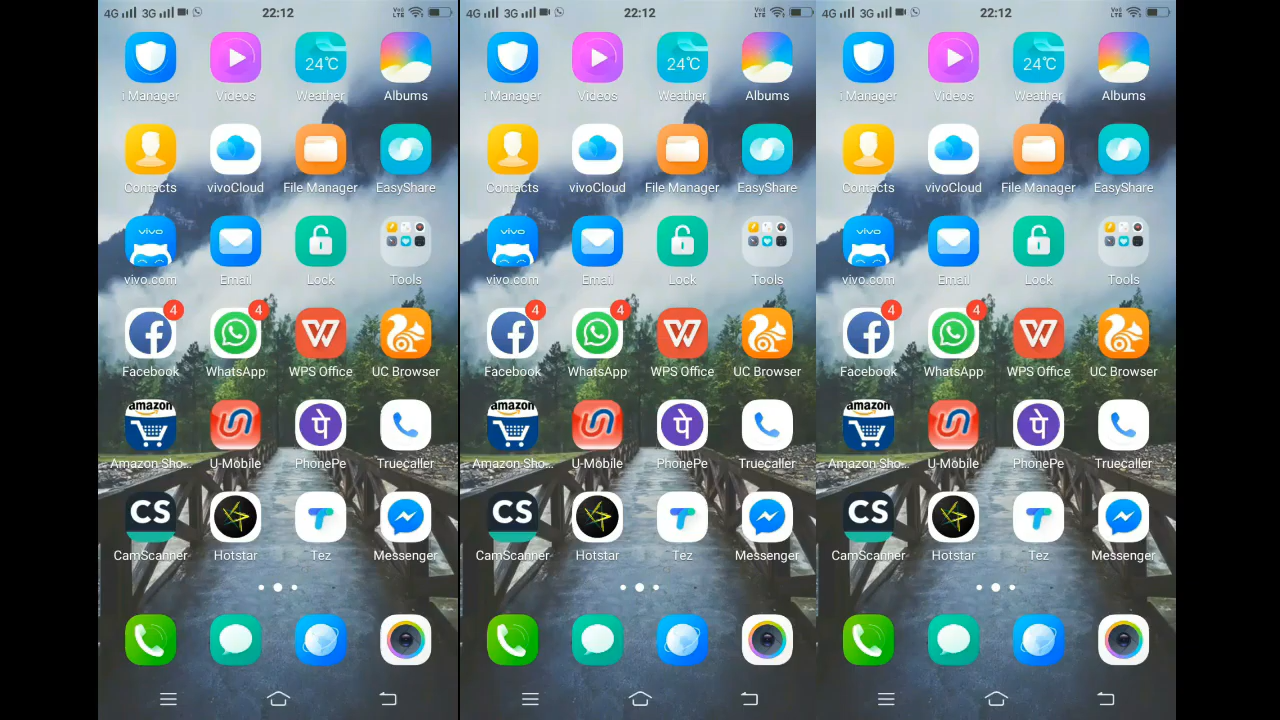 4G 3G 22:12 VoLTE
24°C
i Manager Videos Weather Albums
Contacts vivoCloud File Manager EasyShare
vivo
vivo.com Email Lock Tools
4 4
Facebook WhatsApp WPS Office UC Browser
amazon पे
Amazon Sho... U-Mobile PhonePe Truecaller
CS
CamScanner Hotstar Tez Messenger
4G 3G 22:12 VoLTE
24°C
i Manager Videos Weather Albums
Contacts vivoCloud File Manager EasyShare
vivo
vivo.com Email Lock Tools
4 4
Facebook WhatsApp WPS Office UC Browser
amazon पे
Amazon Sho... U-Mobile PhonePe Truecaller
CS
CamScanner Hotstar Tez Messenger
4G 3G 22:12 VoLTE
24°C
i Manager Videos Weather Albums
Contacts vivoCloud File Manager EasyShare
vivo
vivo.com Email Lock Tools
4 4
Facebook WhatsApp WPS Office UC Browser
amazon पे
Amazon Sho... U-Mobile PhonePe Truecaller
CS
CamScanner Hotstar Tez Messenger